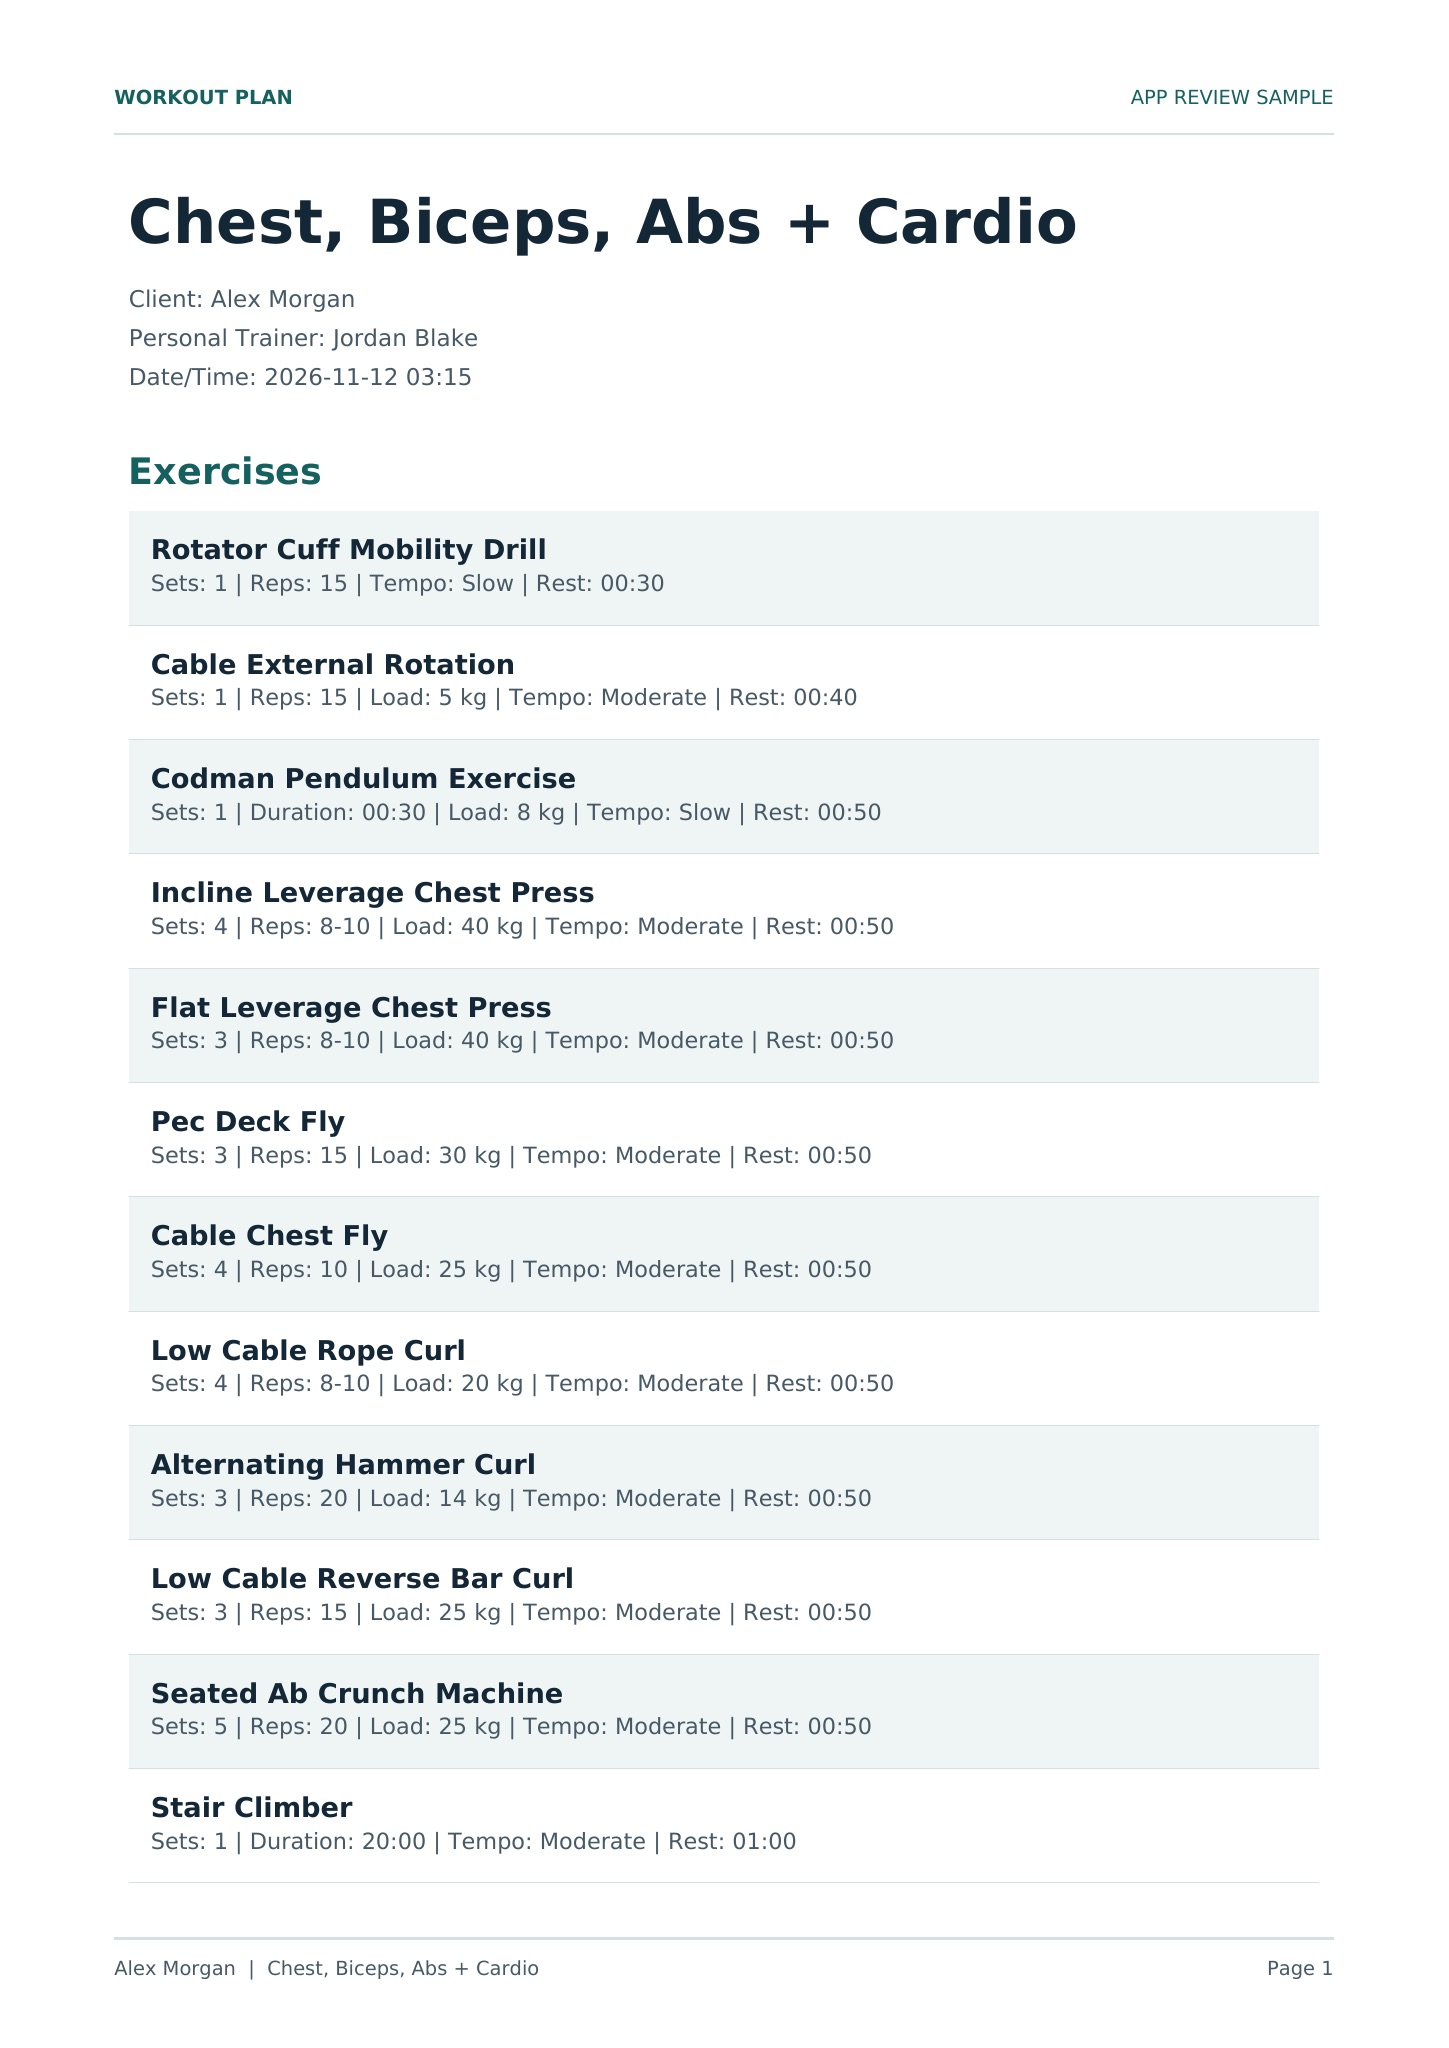 WORKOUT PLAN
APP REVIEW SAMPLE
Chest, Biceps, Abs + Cardio
Client: Alex Morgan
Personal Trainer: Jordan Blake
Date/Time: 2026-11-12 03:15
Exercises
Rotator Cuff Mobility Drill
Sets: 1 | Reps: 15 | Tempo: Slow | Rest: 00:30
Cable External Rotation
Sets: 1 | Reps: 15 | Load: 5 kg | Tempo: Moderate | Rest: 00:40
Codman Pendulum Exercise
Sets: 1 | Duration: 00:30 | Load: 8 kg | Tempo: Slow | Rest: 00:50
Incline Leverage Chest Press
Sets: 4 | Reps: 8-10 | Load: 40 kg | Tempo: Moderate | Rest: 00:50
Flat Leverage Chest Press
Sets: 3 | Reps: 8-10 | Load: 40 kg | Tempo: Moderate | Rest: 00:50
Pec Deck Fly
Sets: 3 | Reps: 15 | Load: 30 kg | Tempo: Moderate | Rest: 00:50
Cable Chest Fly
Sets: 4 | Reps: 10 | Load: 25 kg | Tempo: Moderate | Rest: 00:50
Low Cable Rope Curl
Sets: 4 | Reps: 8-10 | Load: 20 kg | Tempo: Moderate | Rest: 00:50
Alternating Hammer Curl
Sets: 3 | Reps: 20 | Load: 14 kg | Tempo: Moderate | Rest: 00:50
Low Cable Reverse Bar Curl
Sets: 3 | Reps: 15 | Load: 25 kg | Tempo: Moderate | Rest: 00:50
Seated Ab Crunch Machine
Sets: 5 | Reps: 20 | Load: 25 kg | Tempo: Moderate | Rest: 00:50
Stair Climber
Sets: 1 | Duration: 20:00 | Tempo: Moderate | Rest: 01:00
Alex Morgan | Chest, Biceps, Abs + Cardio
Page 1